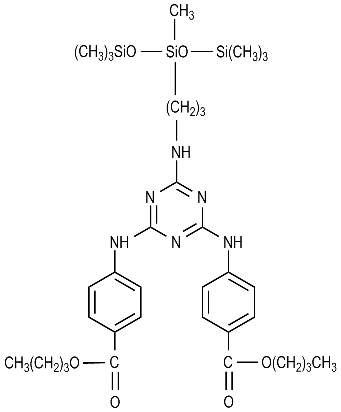 CH₃
(CH₃)₃SiO SiO Si(CH₃)₃
(CH₂)₃
NH
N N
NH N NH
CH₃(CH₂)₃O C C O(CH₂)₃CH₃
O O